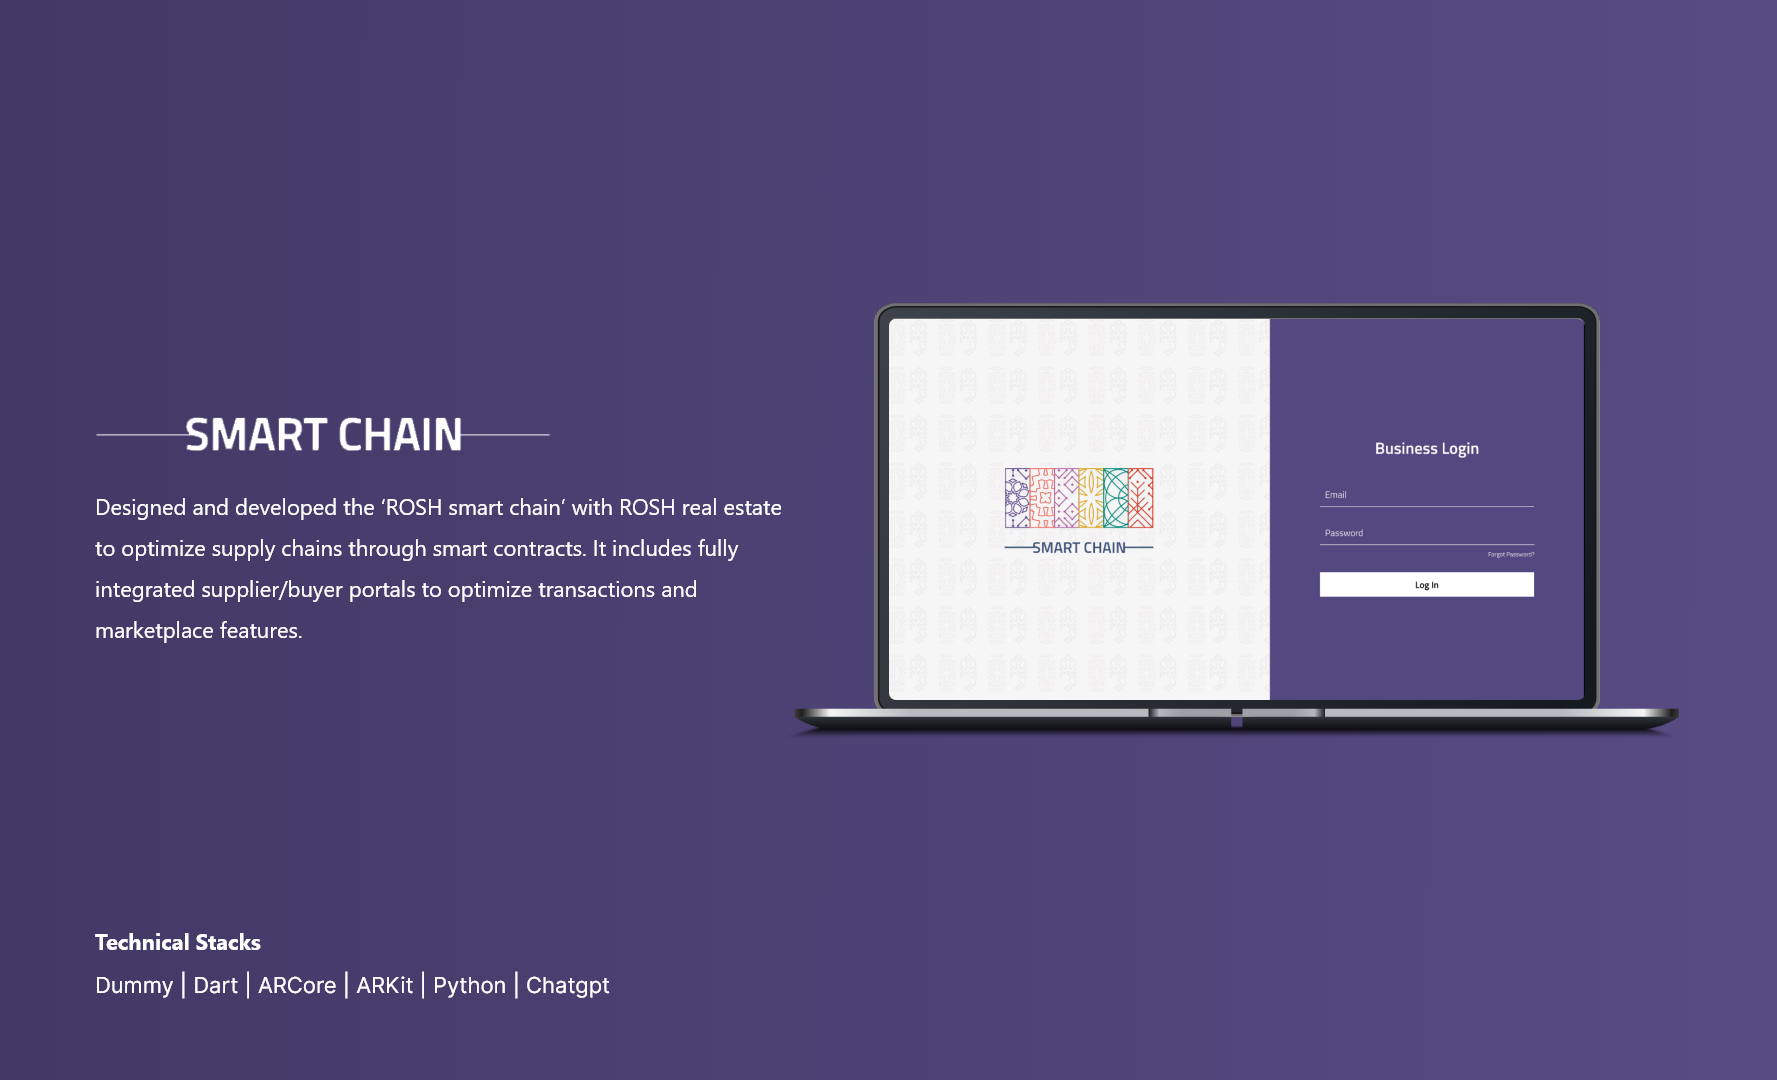 SMART CHAIN
Designed and developed the ‘ROSH smart chain’ with ROSH real estate
to optimize supply chains through smart contracts. It includes fully
integrated supplier/buyer portals to optimize transactions and
marketplace features.
Technical Stacks
Dummy | Dart | ARCore | ARKit | Python | Chatgpt
SMART CHAIN
Business Login
Email
Password
Forgot Password?
Log In